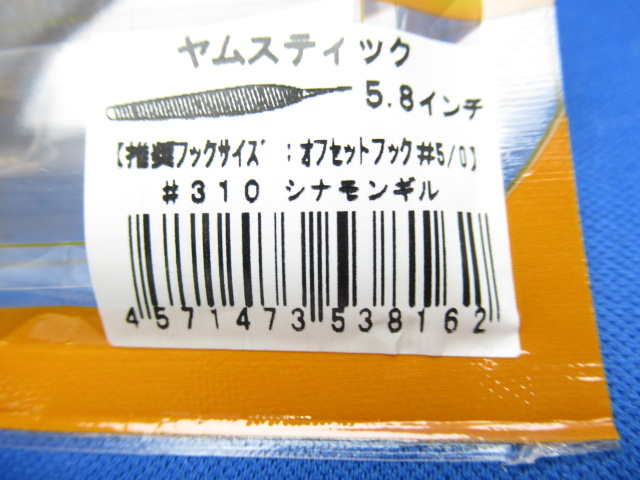 ヤムスティック
5.8インチ
【推奨フックサイズ:オフセットフック#5/0】
#310 シナモンギル
4571473538162